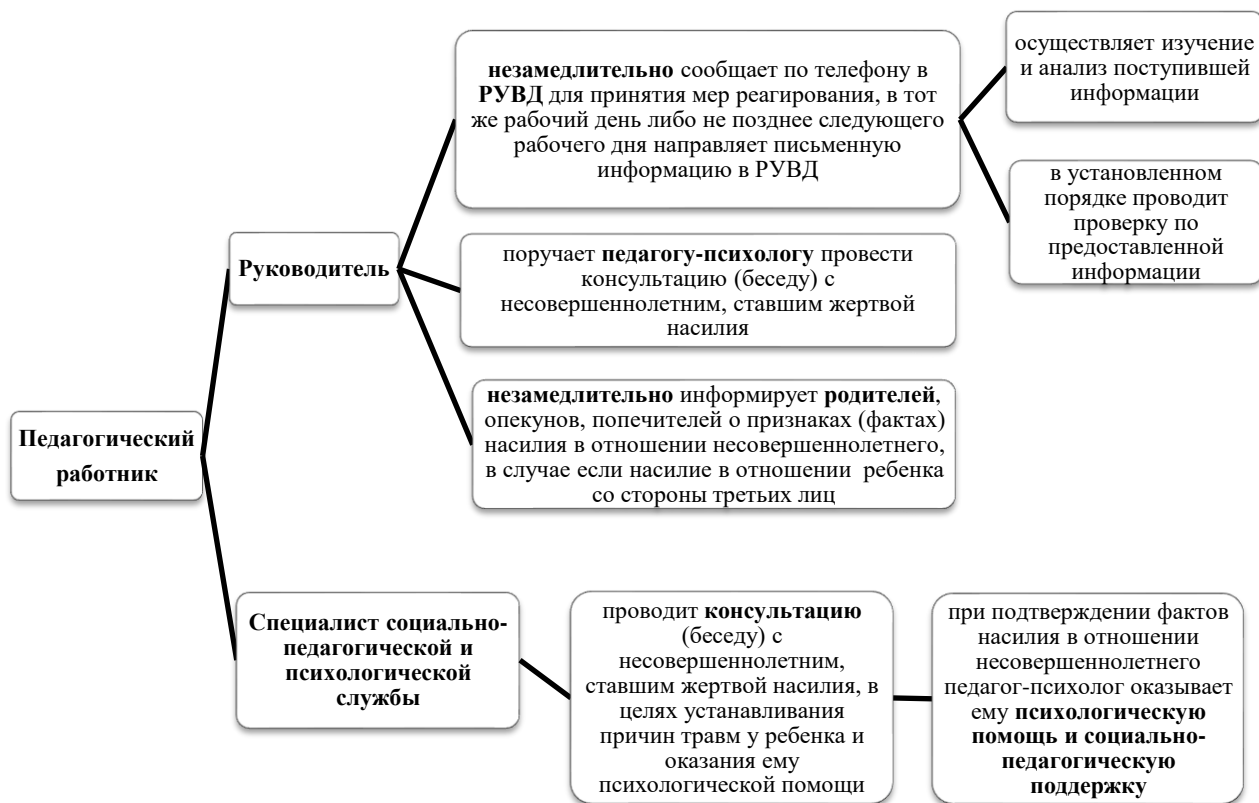 Педагогический
работник
Руководитель
незамедлительно сообщает по телефону в
РУВД для принятия мер реагирования, в тот
же рабочий день либо не позднее следующего
рабочего дня направляет письменную
информацию в РУВД
осуществляет изучение
и анализ поступившей
информации
в установленном
порядке проводит
проверку по
предоставленной
информации
поручает педагогу-психологу провести
консультацию (беседу) с
несовершеннолетним, ставшим жертвой
насилия
незамедлительно информирует родителей,
опекунов, попечителей о признаках (фактах)
насилия в отношении несовершеннолетнего,
в случае если насилие в отношении ребенка
со стороны третьих лиц
Специалист социально-
педагогической и
психологической
службы
проводит консультацию
(беседу) с
несовершеннолетним,
ставшим жертвой насилия, в
целях устанавливания
причин травм у ребенка и
оказания ему
психологической помощи
при подтверждении фактов
насилия в отношении
несовершеннолетнего
педагог-психолог оказывает
ему психологическую
помощь и социально-
педагогическую
поддержку